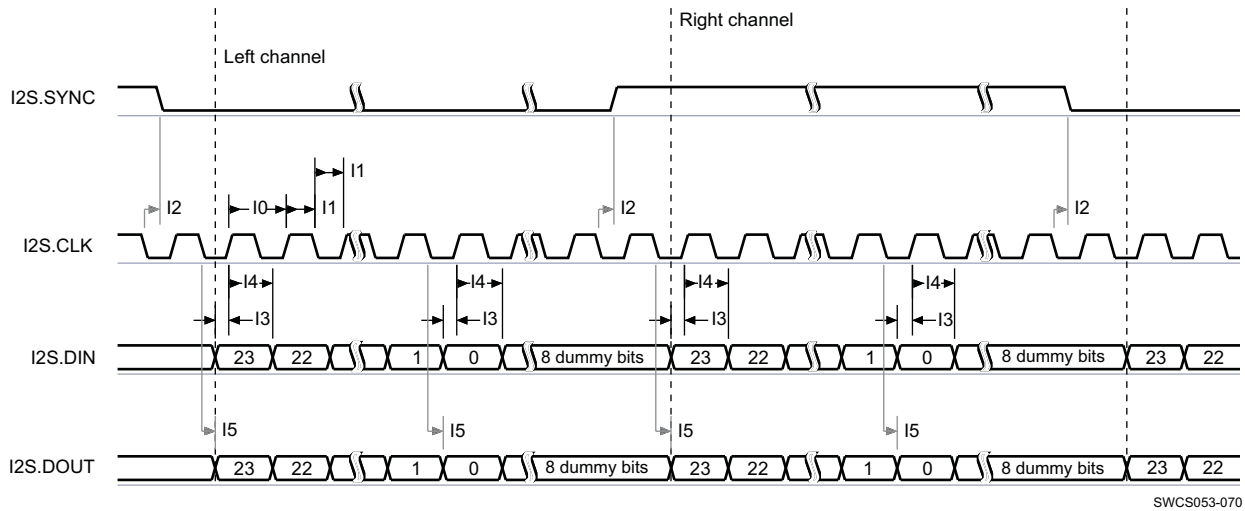 Right channel
Left channel
I2S.SYNC
I1
I2 I0 I1 I2 I2
I2S.CLK
I4 I4 I4 I4
I3 I3 I3 I3
I2S.DIN 23 22 1 0 8 dummy bits 23 22 1 0 8 dummy bits 23 22
I5 I5 I5 I5
I2S.DOUT 23 22 1 0 8 dummy bits 23 22 1 0 8 dummy bits 23 22
SWCS053-070